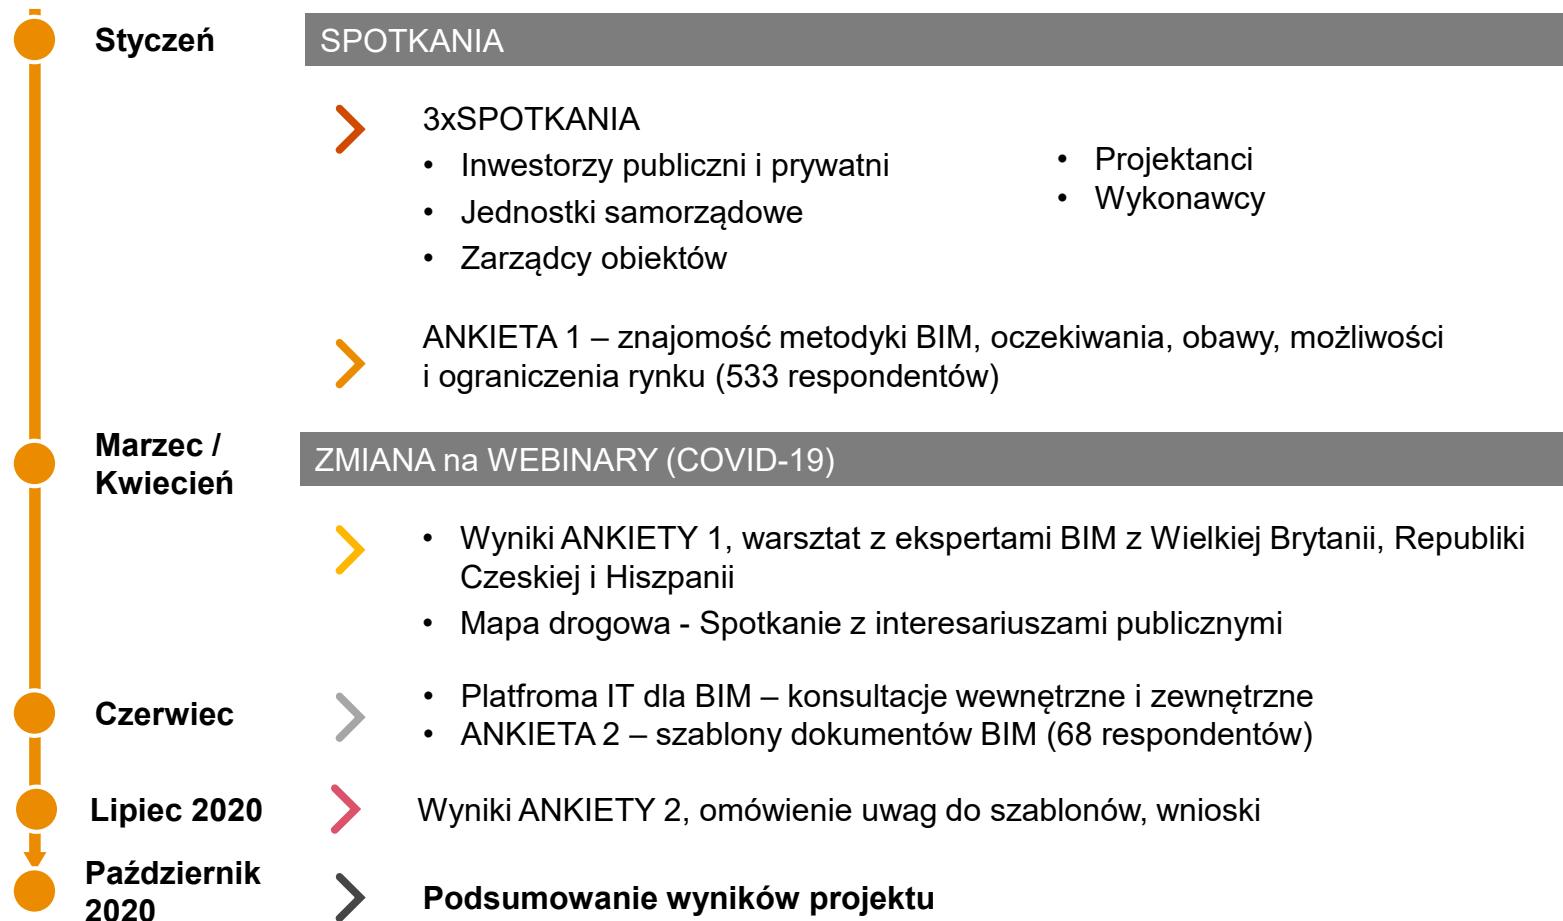 Styczeń
SPOTKANIA
3xSPOTKANIA
• Inwestorzy publiczni i prywatni
• Jednostki samorządowe
• Zarządcy obiektów
• Projektanci
• Wykonawcy
ANKIETA 1 – znajomość metodyki BIM, oczekiwania, obawy, możliwości
i ograniczenia rynku (533 respondentów)
Marzec /
Kwiecień
ZMIANA na WEBINARY (COVID-19)
• Wyniki ANKIETY 1, warsztat z ekspertami BIM z Wielkiej Brytanii, Republiki
Czeskiej i Hiszpanii
• Mapa drogowa - Spotkanie z interesariuszami publicznymi
Czerwiec
• Platfroma IT dla BIM – konsultacje wewnętrzne i zewnętrzne
• ANKIETA 2 – szablony dokumentów BIM (68 respondentów)
Lipiec 2020
Wyniki ANKIETY 2, omówienie uwag do szablonów, wnioski
Październik
2020
Podsumowanie wyników projektu